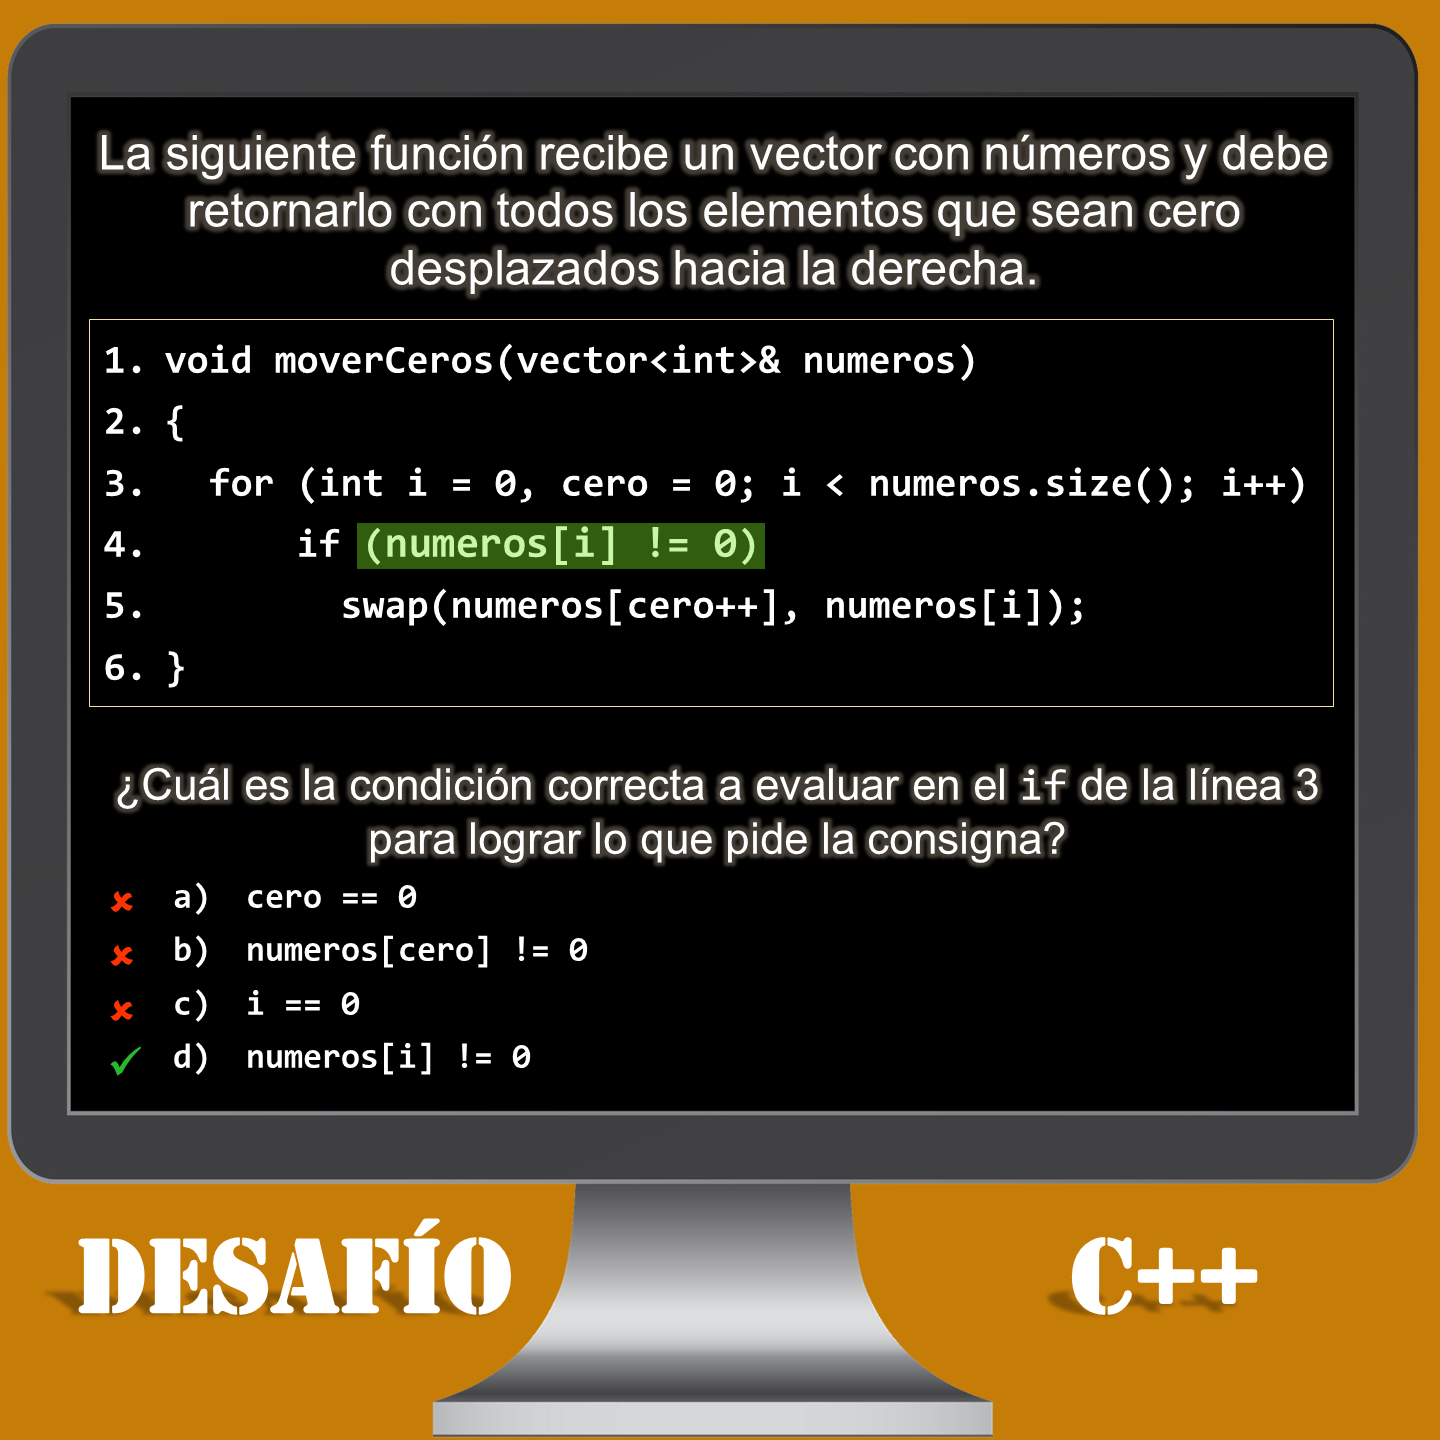 La siguiente función recibe un vector con números y debe
retornarlo con todos los elementos que sean cero
desplazados hacia la derecha.
1. void moverCeros(vector<int>& numeros)
2. {
3. for (int i = 0, cero = 0; i < numeros.size(); i++)
4. if (numeros[i] != 0)
5. swap(numeros[cero++], numeros[i]);
6. }
¿Cuál es la condición correcta a evaluar en el if de la línea 3
para lograr lo que pide la consigna?
✘ a) cero == 0
✘ b) numeros[cero] != 0
✘ c) i == 0
✓ d) numeros[i] != 0
DESAFÍO C++